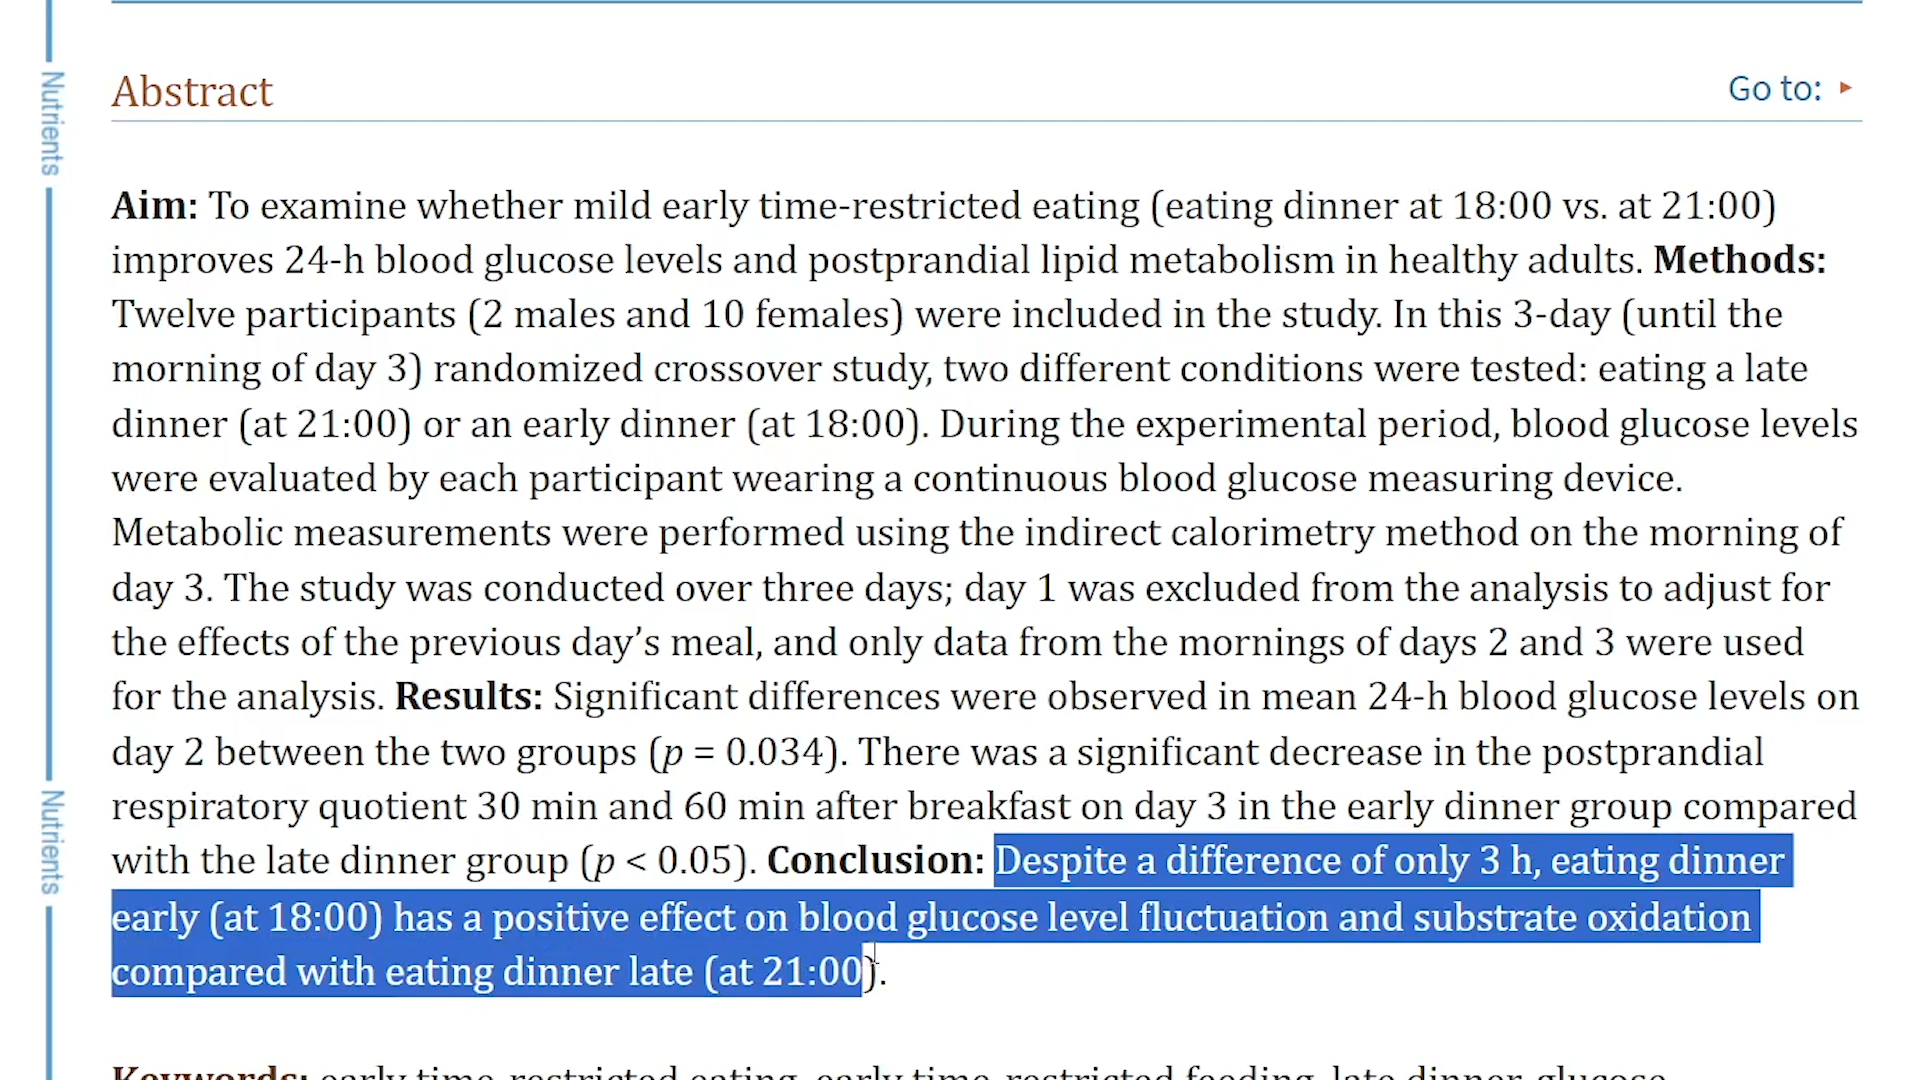 Nutrients
Nutrients
Abstract
Go to: ▸
Aim: To examine whether mild early time-restricted eating (eating dinner at 18:00 vs. at 21:00)
improves 24-h blood glucose levels and postprandial lipid metabolism in healthy adults. Methods:
Twelve participants (2 males and 10 females) were included in the study. In this 3-day (until the
morning of day 3) randomized crossover study, two different conditions were tested: eating a late
dinner (at 21:00) or an early dinner (at 18:00). During the experimental period, blood glucose levels
were evaluated by each participant wearing a continuous blood glucose measuring device.
Metabolic measurements were performed using the indirect calorimetry method on the morning of
day 3. The study was conducted over three days; day 1 was excluded from the analysis to adjust for
the effects of the previous day’s meal, and only data from the mornings of days 2 and 3 were used
for the analysis. Results: Significant differences were observed in mean 24-h blood glucose levels on
day 2 between the two groups (p = 0.034). There was a significant decrease in the postprandial
respiratory quotient 30 min and 60 min after breakfast on day 3 in the early dinner group compared
with the late dinner group (p < 0.05). Conclusion: Despite a difference of only 3 h, eating dinner
early (at 18:00) has a positive effect on blood glucose level fluctuation and substrate oxidation
compared with eating dinner late (at 21:00).
Keywords: early time-restricted eating, early time-restricted feeding, late dinner, glucose